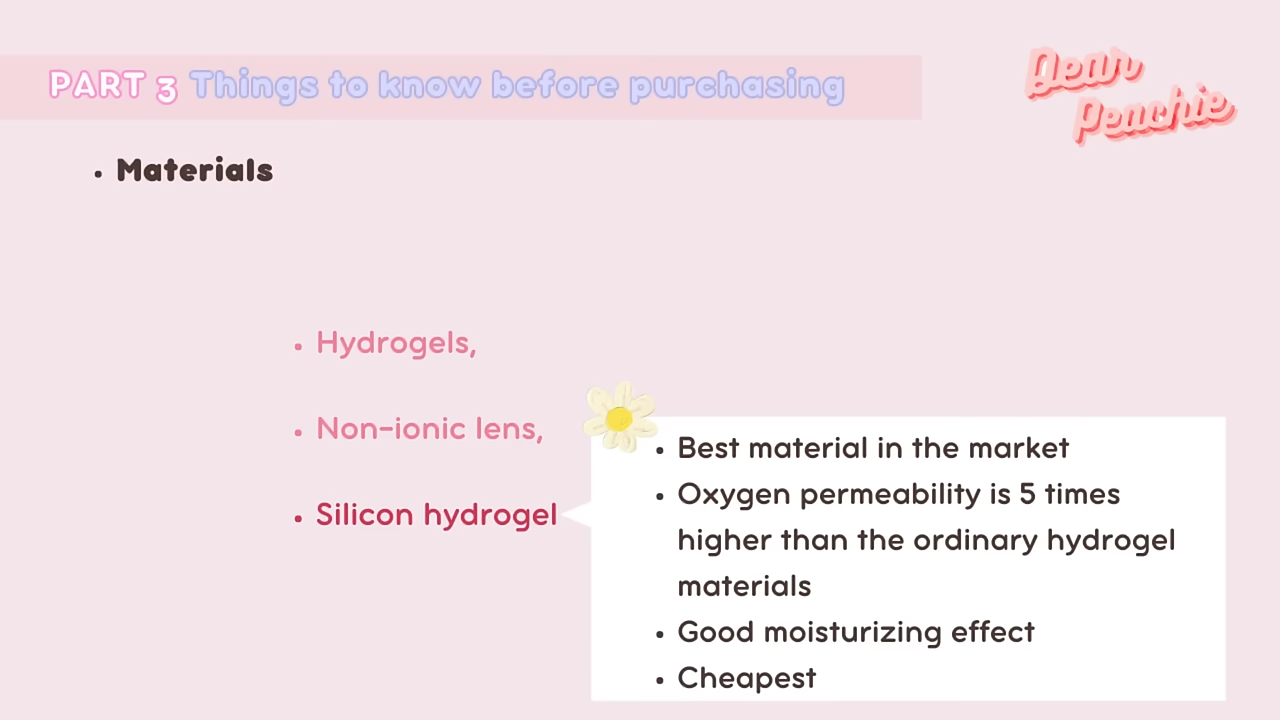 PART 3 Things to know before purchasing
Dear
Peachie
• Materials
• Hydrogels,
• Non-ionic lens,
• Silicon hydrogel
• Best material in the market
• Oxygen permeability is 5 times
higher than the ordinary hydrogel
materials
• Good moisturizing effect
• Cheapest